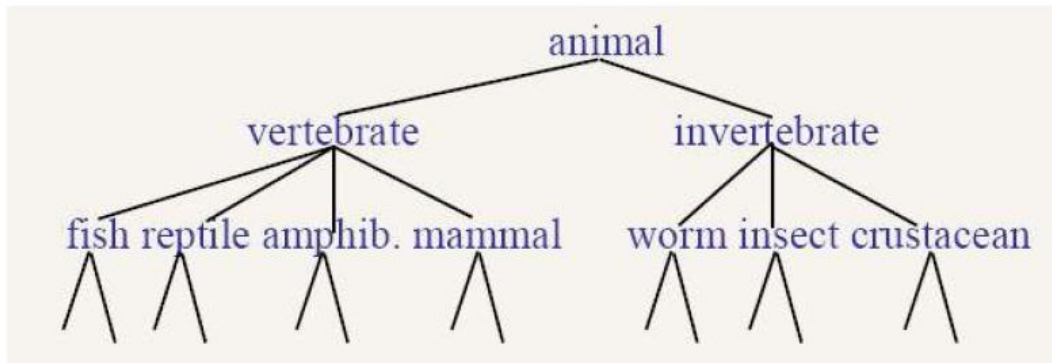 animal
vertebrate invertebrate
fish reptile amphib. mammal worm insect crustacean